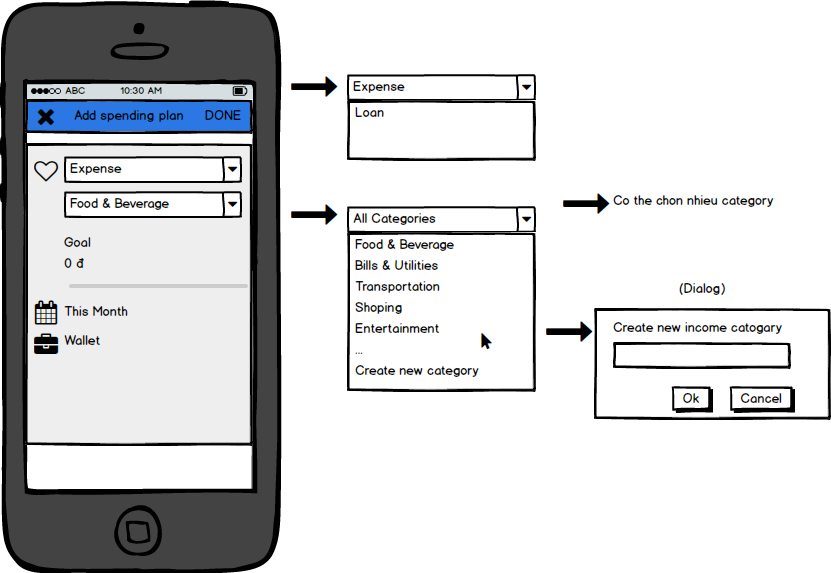 ABC 10:30 AM
Add spending plan DONE
Expense
Food & Beverage
Goal
0 đ
This Month
Wallet
Expense
Loan
All Categories
Food & Beverage
Bills & Utilities
Transportation
Shoping
Entertainment
...
Create new category
Co the chon nhieu category
(Dialog)
Create new income catogary
Ok Cancel